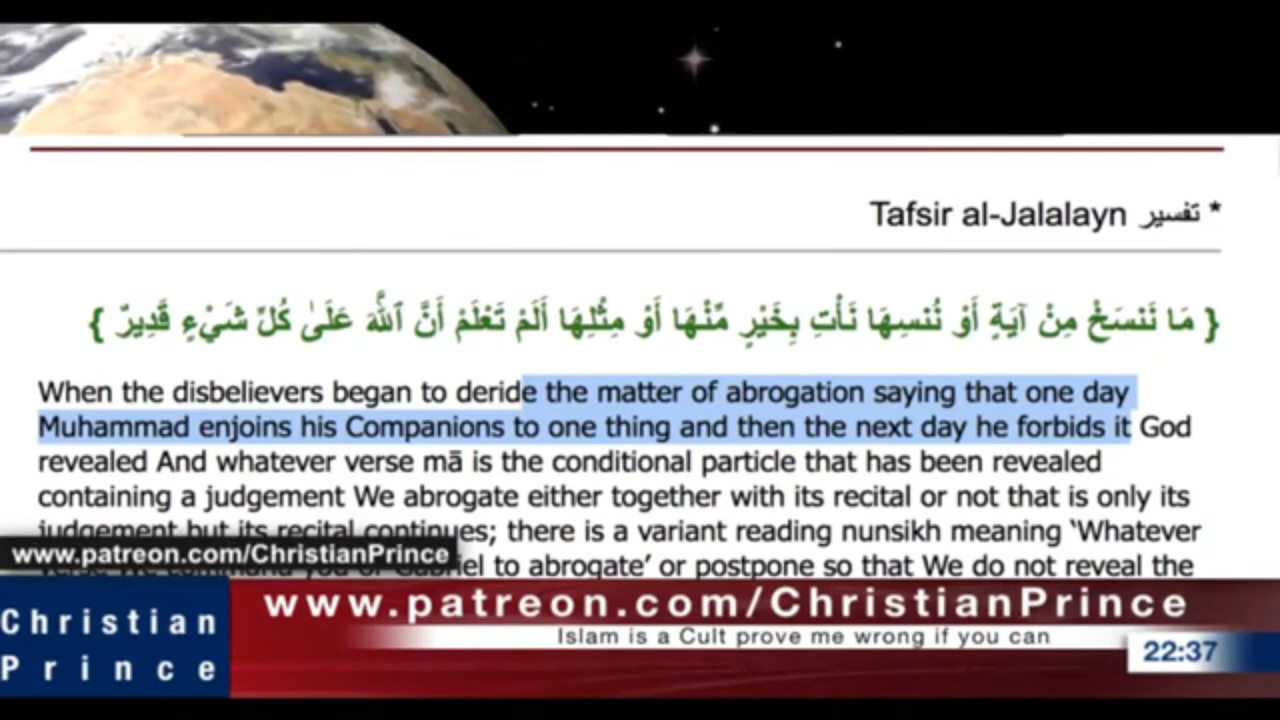 Tafsir al-Jalalayn تفسير *
{ مَا نَنسَخْ مِنْ آيَةٍ أَوْ نُنسِهَا نَأْتِ بِخَيْرٍ مِّنْهَا أَوْ مِثْلِهَا أَلَمْ تَعْلَمْ أَنَّ ٱللَّهَ عَلَىٰ كُلِّ شَيْءٍ قَدِيرٌ }
When the disbelievers began to deride the matter of abrogation saying that one day
Muhammad enjoins his Companions to one thing and then the next day he forbids it God
revealed And whatever verse mā is the conditional particle that has been revealed
containing a judgement We abrogate either together with its recital or not that is only its
judgement but its recital continues; there is a variant reading nunsikh meaning ‘Whatever
www.patreon.com/ChristianPrince
to abrogate’ or postpone so that We do not reveal the
www.patreon.com/ChristianPrince
Christian
Prince
Islam is a Cult prove me wrong if you can
22:37